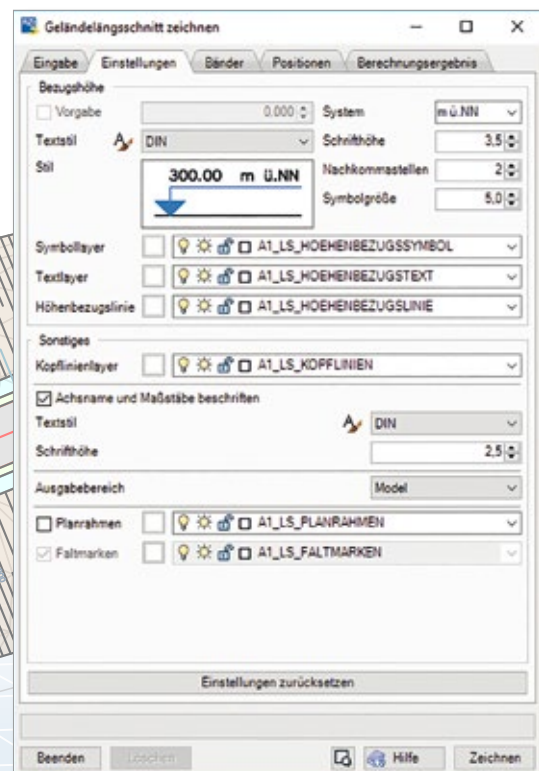 Geländelängsschnitt zeichnen
Eingabe Einstellungen Bänder Positionen Berechnungsergebnis
Bezugshöhe
Vorgabe 0,000 System m ü.NN
Textstil DIN Schrifthöhe 3,5
Stil 300.00 m ü.NN Nachkommastellen 2
Symbolgröße 5,0
Symbollayer A1_LS_HOEHENBEZUGSSYMBOL
Textlayer A1_LS_HOEHENBEZUGSTEXT
Höhenbezugslinie A1_LS_HOEHENBEZUGSLINIE
Sonstiges
Kopflinienlayer A1_LS_KOPFLINIEN
Achsname und Maßstäbe beschriften
Textstil DIN
Schrifthöhe 2,5
Ausgabebereich Model
Planrahmen A1_LS_PLANRAHMEN
Faltmarken A1_LS_FALTMARKEN
Einstellungen zurücksetzen
Beenden Löschen Hilfe Zeichnen